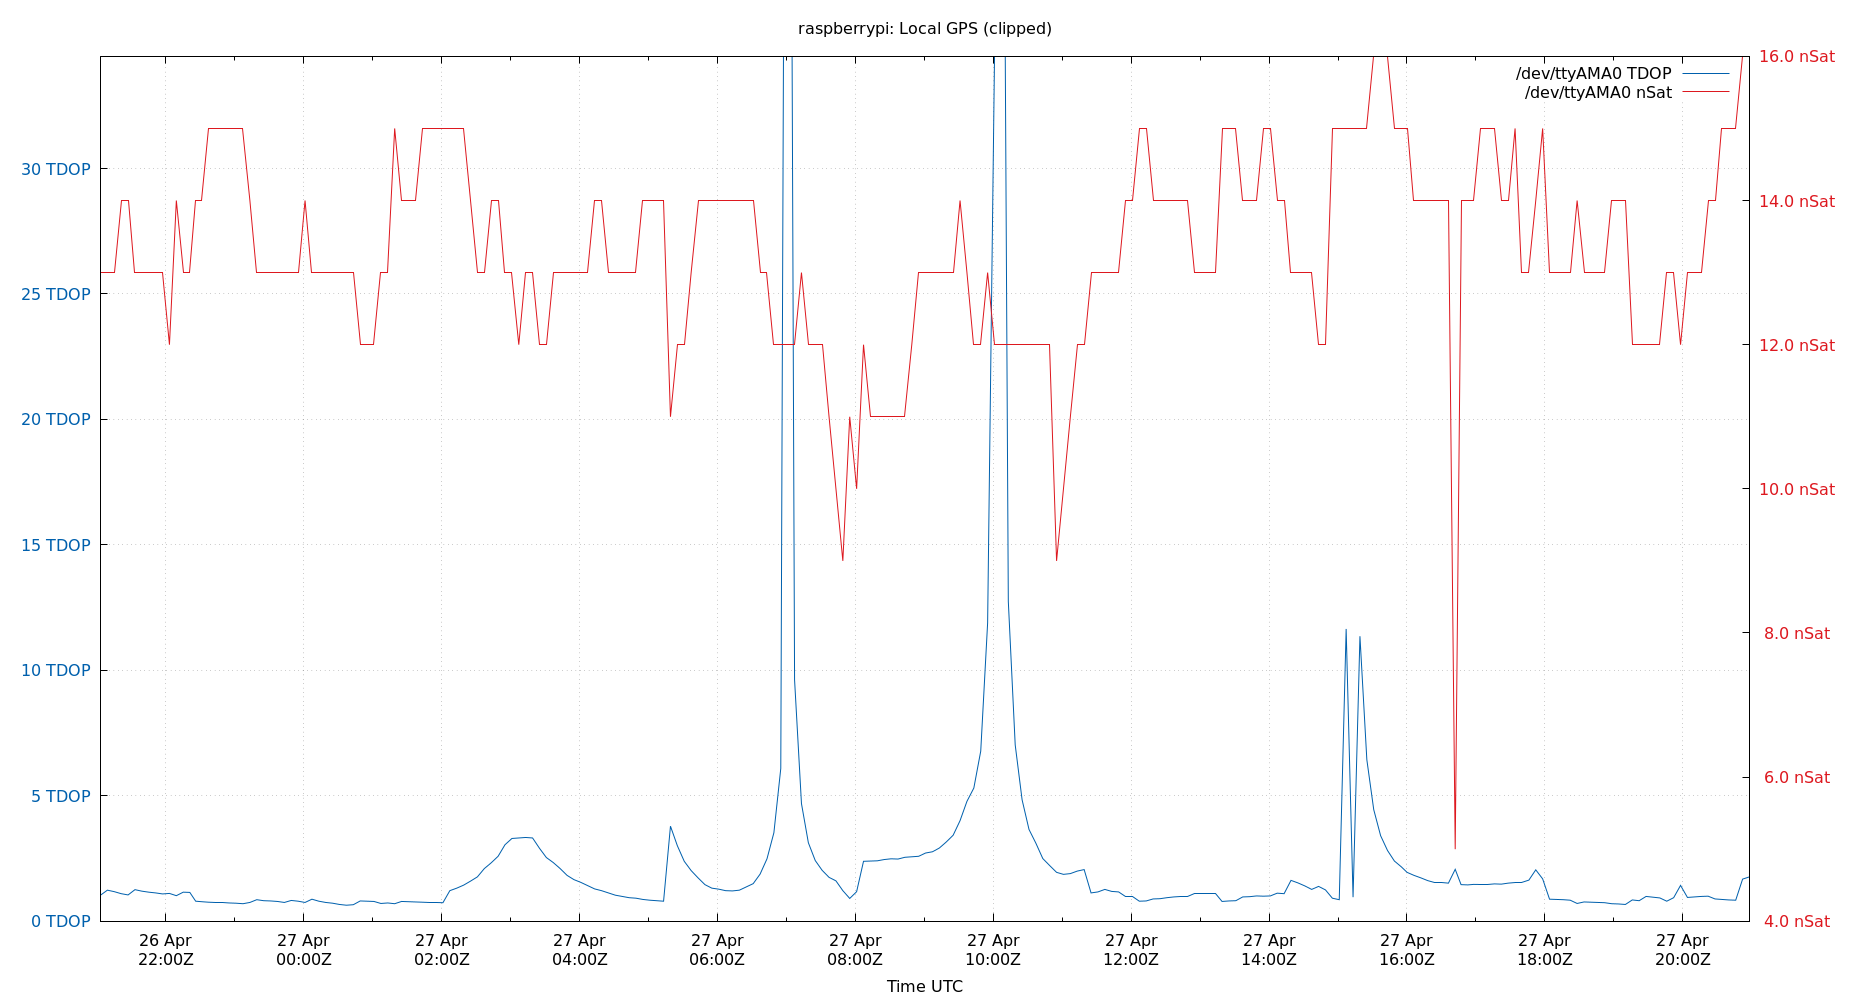 raspberrypi: Local GPS (clipped)
/dev/ttyAMA0 TDOP
/dev/ttyAMA0 nSat
30 TDOP
25 TDOP
20 TDOP
15 TDOP
10 TDOP
5 TDOP
0 TDOP
16.0 nSat
14.0 nSat
12.0 nSat
10.0 nSat
8.0 nSat
6.0 nSat
4.0 nSat
26 Apr
22:00Z
27 Apr
00:00Z
27 Apr
02:00Z
27 Apr
04:00Z
27 Apr
06:00Z
27 Apr
08:00Z
27 Apr
10:00Z
27 Apr
12:00Z
27 Apr
14:00Z
27 Apr
16:00Z
27 Apr
18:00Z
27 Apr
20:00Z
Time UTC